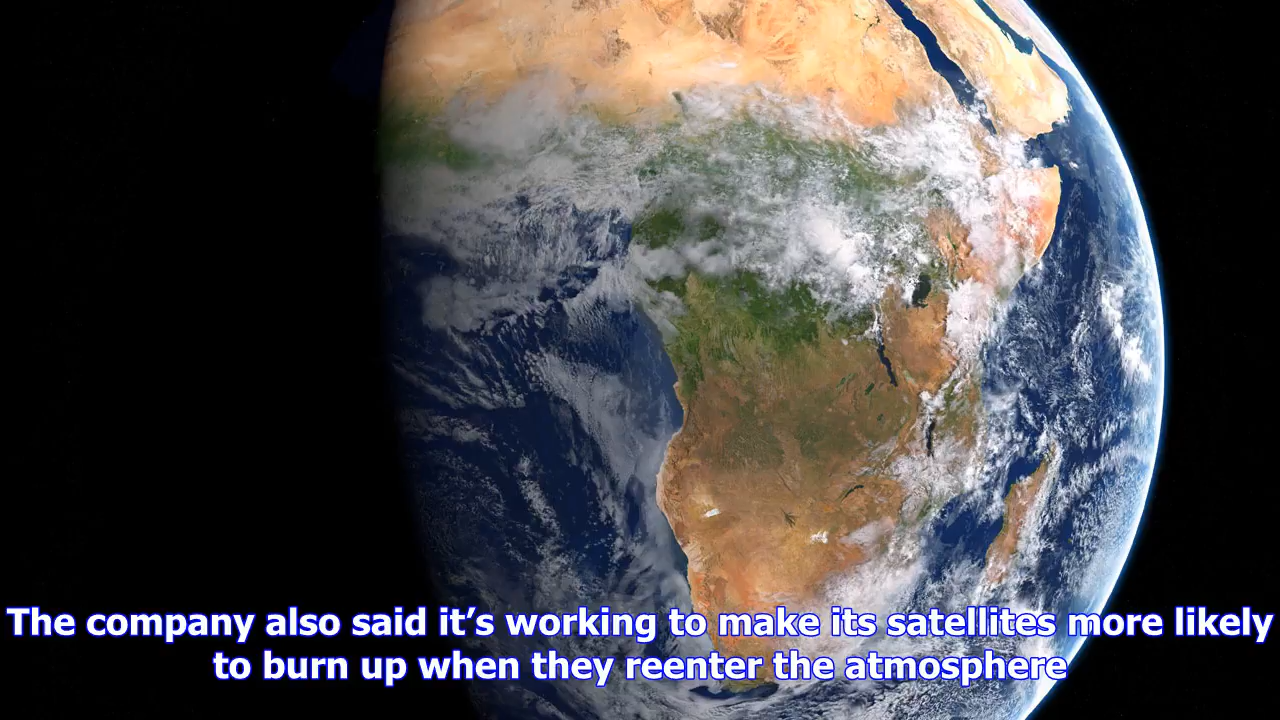 The company also said it’s working to make its satellites more likely
to burn up when they reenter the atmosphere